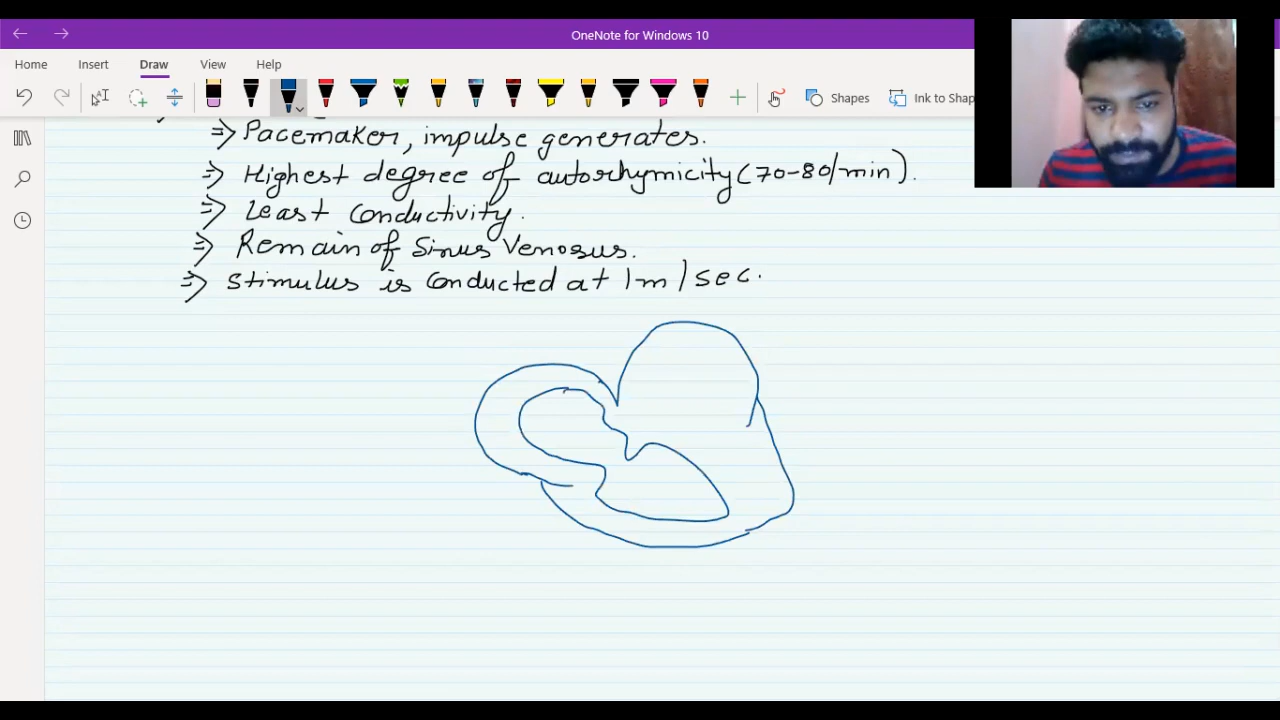 OneNote for Windows 10
Home Insert Draw View Help
Shapes Ink to Shap
=> Pacemaker, impulse generates.
=> Highest degree of autorhymicity (70-80/min).
=> Least Conductivity.
=> Remain of Sinus Venosus.
=> Stimulus is Conducted at 1m/sec.